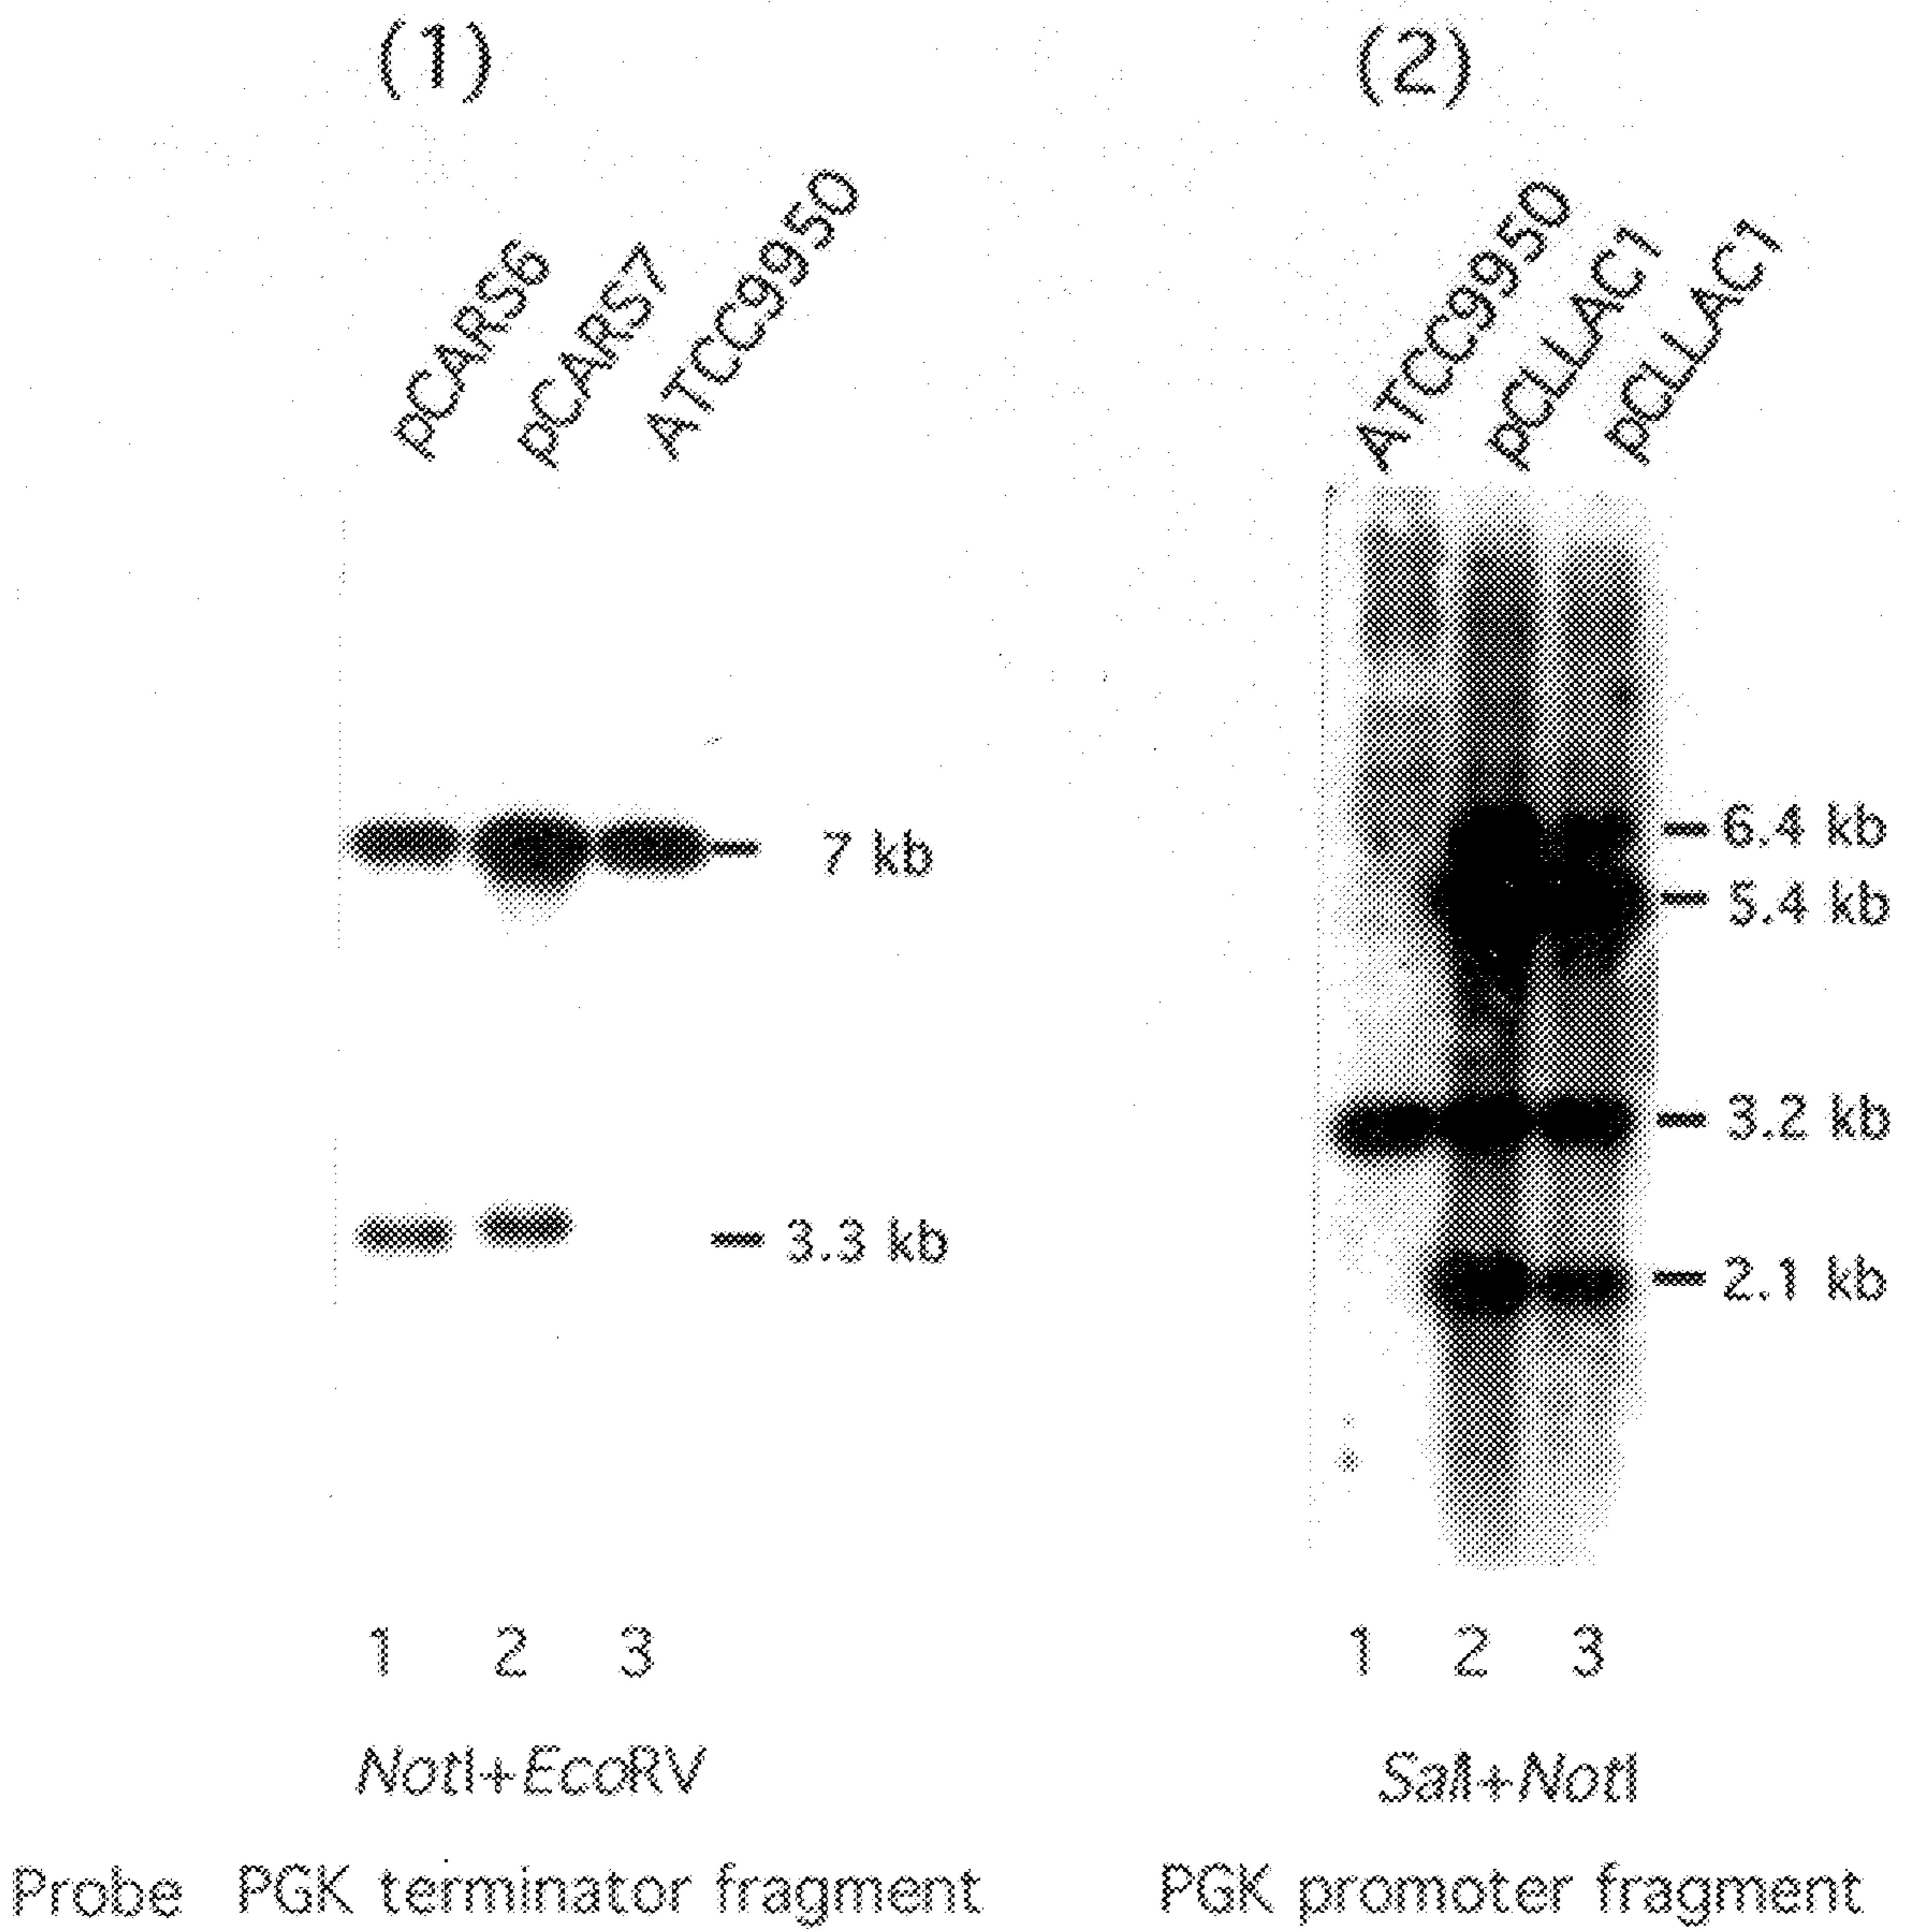 (1)
(2)
pCARS6
pCARS7
ATCC9950
ATCC9950
pCLLAC1
pCLLAC1
7 kb
3.3 kb
6.4 kb
5.4 kb
3.2 kb
2.1 kb
1 2 3
1 2 3
NotI+EcoRV
SalI+NotI
Probe PGK terminator fragment
PGK promoter fragment